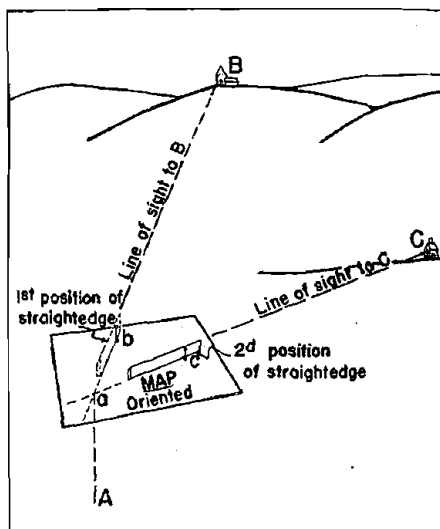 B
Line of sight to B
C
Line of sight to C
1st position of
straightedge
b
c
2d position
of straightedge
a
MAP
Oriented
A